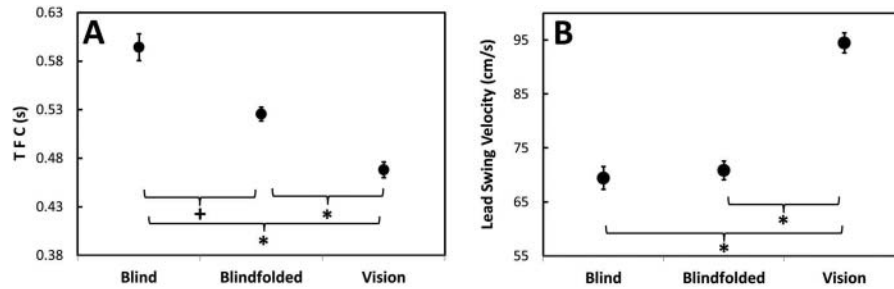 A
T F C (s)
0.63
0.58
0.53
0.48
0.43
0.38
+
*
*
Blind
Blindfolded
Vision
B
Lead Swing Velocity (cm/s)
95
85
75
65
55
*
*
Blind
Blindfolded
Vision